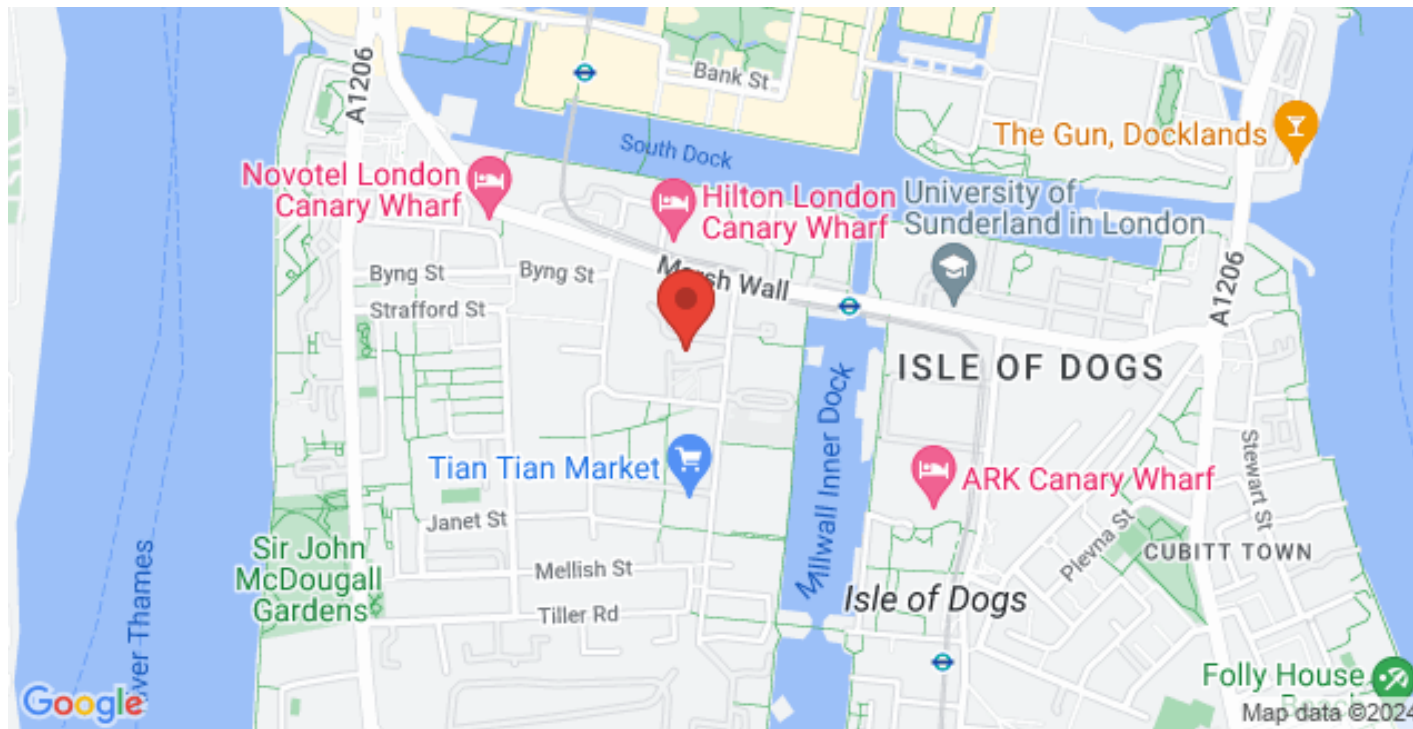 Bank St
A1206
The Gun, Docklands
South Dock
Novotel London
Canary Wharf
Hilton London
Canary Wharf
University of
Sunderland in London
A1206
Byng St
Byng St
Marsh Wall
Strafford St
ISLE OF DOGS
Millwall Inner Dock
Tian Tian Market
ARK Canary Wharf
Stewart St
Janet St
Plevna St
CUBITT TOWN
Sir John
McDougall
Gardens
Mellish St
Isle of Dogs
Tiller Rd
River Thames
Folly House
Google
Map data ©2024